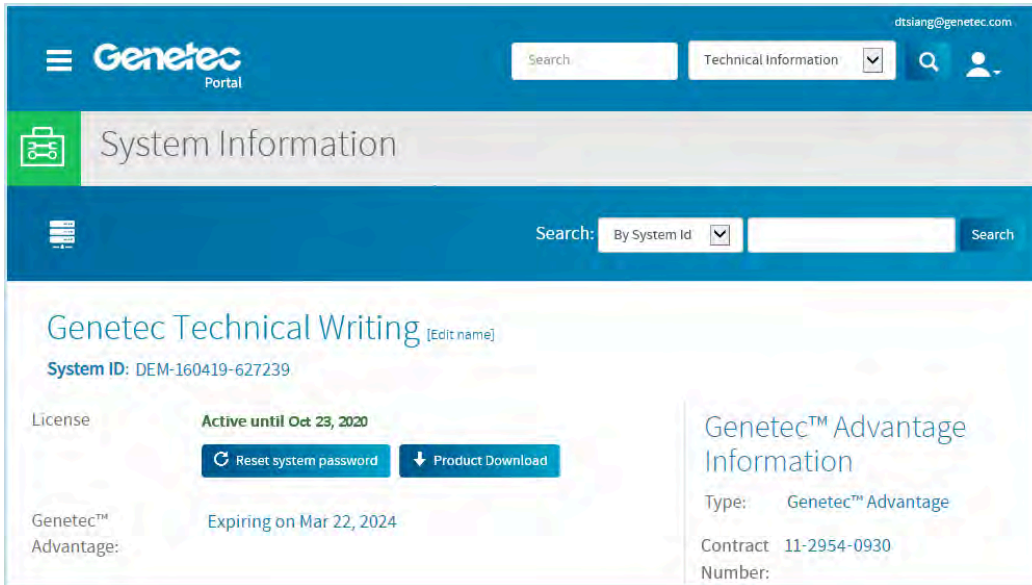 dtsiang@genetec.com
Genetec
Portal
Search
Technical Information
System Information
Search:
By System Id
Search
Genetec Technical Writing [Edit name]
System ID: DEM-160419-627239
License
Active until Oct 23, 2020
Reset system password
Product Download
Genetec™
Advantage:
Expiring on Mar 22, 2024
Genetec™ Advantage
Information
Type: Genetec™ Advantage
Contract 11-2954-0930
Number: